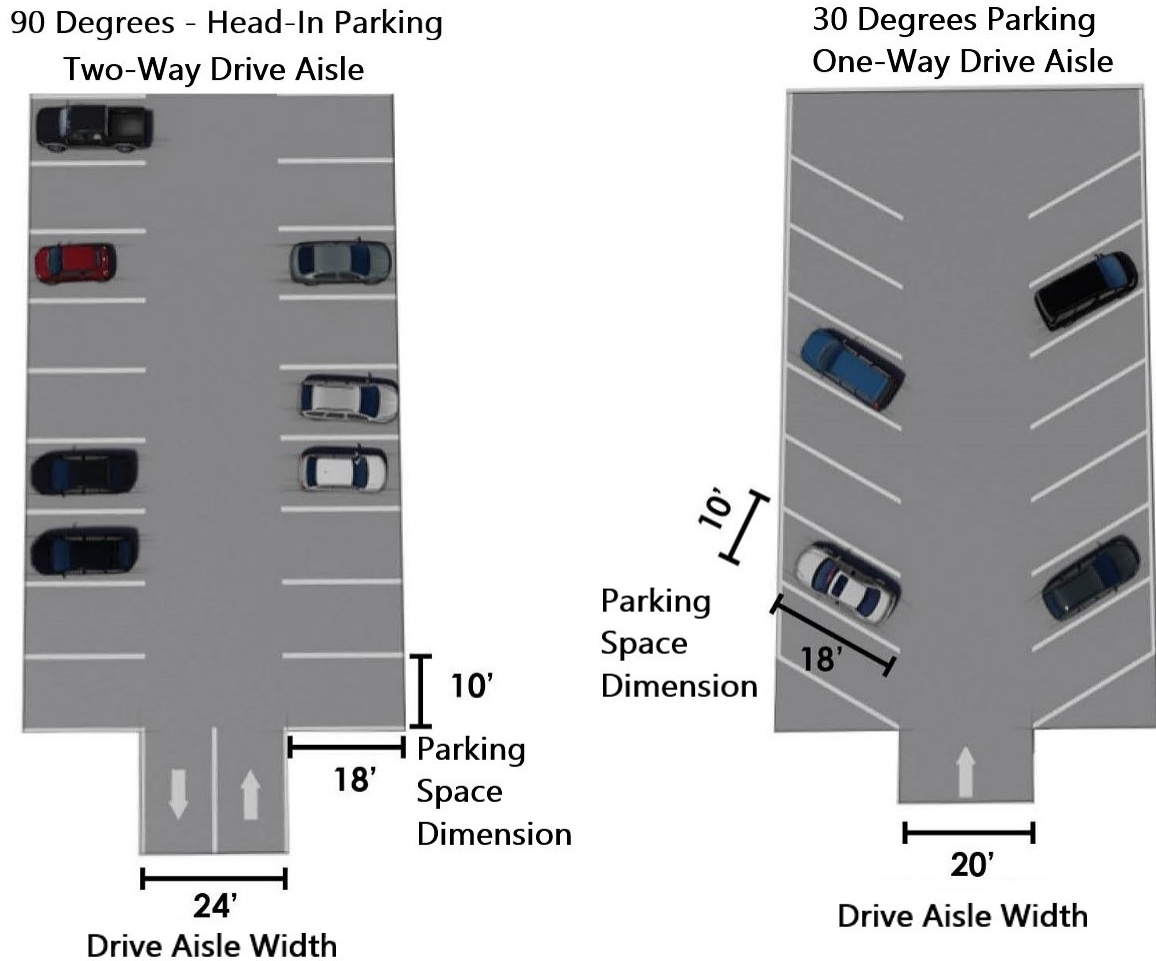 90 Degrees - Head-In Parking
Two-Way Drive Aisle
10’
Parking
Space
Dimension
18’
24’
Drive Aisle Width
30 Degrees Parking
One-Way Drive Aisle
10’
Parking
Space
Dimension
18’
20’
Drive Aisle Width